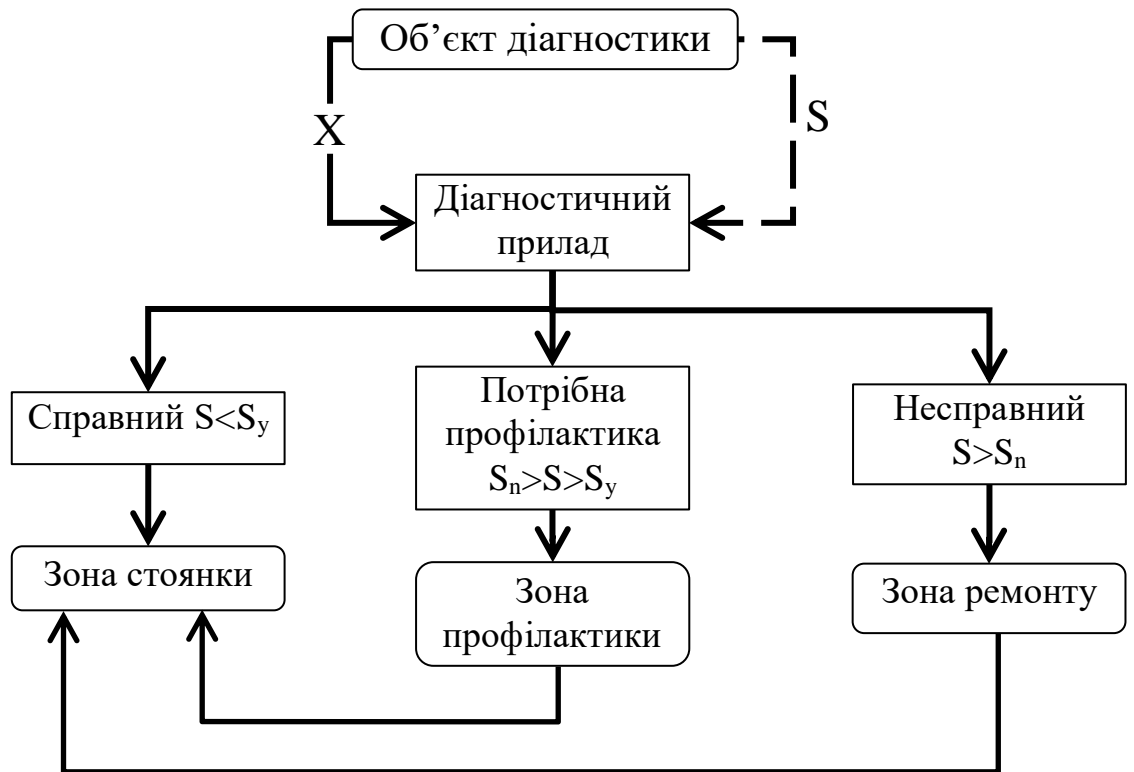 Об’єкт діагностики
X
S
Діагностичний
прилад
Справний S<Sy
Потрібна
профілактика
Sn>S>Sy
Несправний
S>Sn
Зона стоянки
Зона
профілактики
Зона ремонту